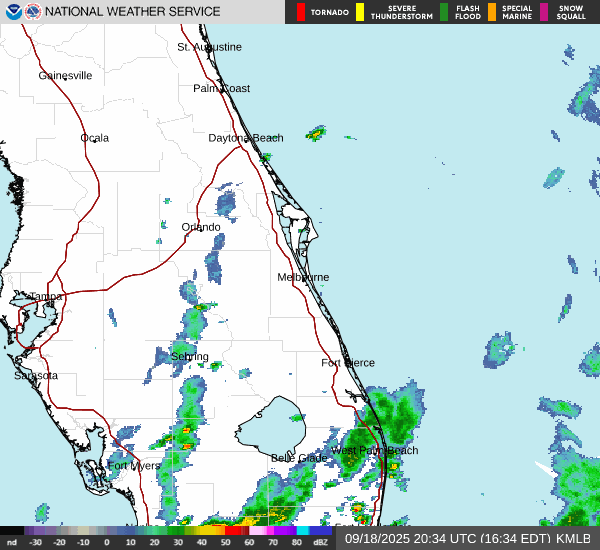 NATIONAL WEATHER SERVICE
TORNADO
SEVERE THUNDERSTORM
FLASH FLOOD
SPECIAL MARINE
SNOW SQUALL
St. Augustine
Gainesville
Palm Coast
Ocala
Daytona Beach
Orlando
Melbourne
Tampa
Sebring
Fort Pierce
Sarasota
West Palm Beach
Belle Glade
Fort Myers
nd -30 -20 -10 0 10 20 30 40 50 60 70 80 dBZ
09/18/2025 20:34 UTC (16:34 EDT) KMLB